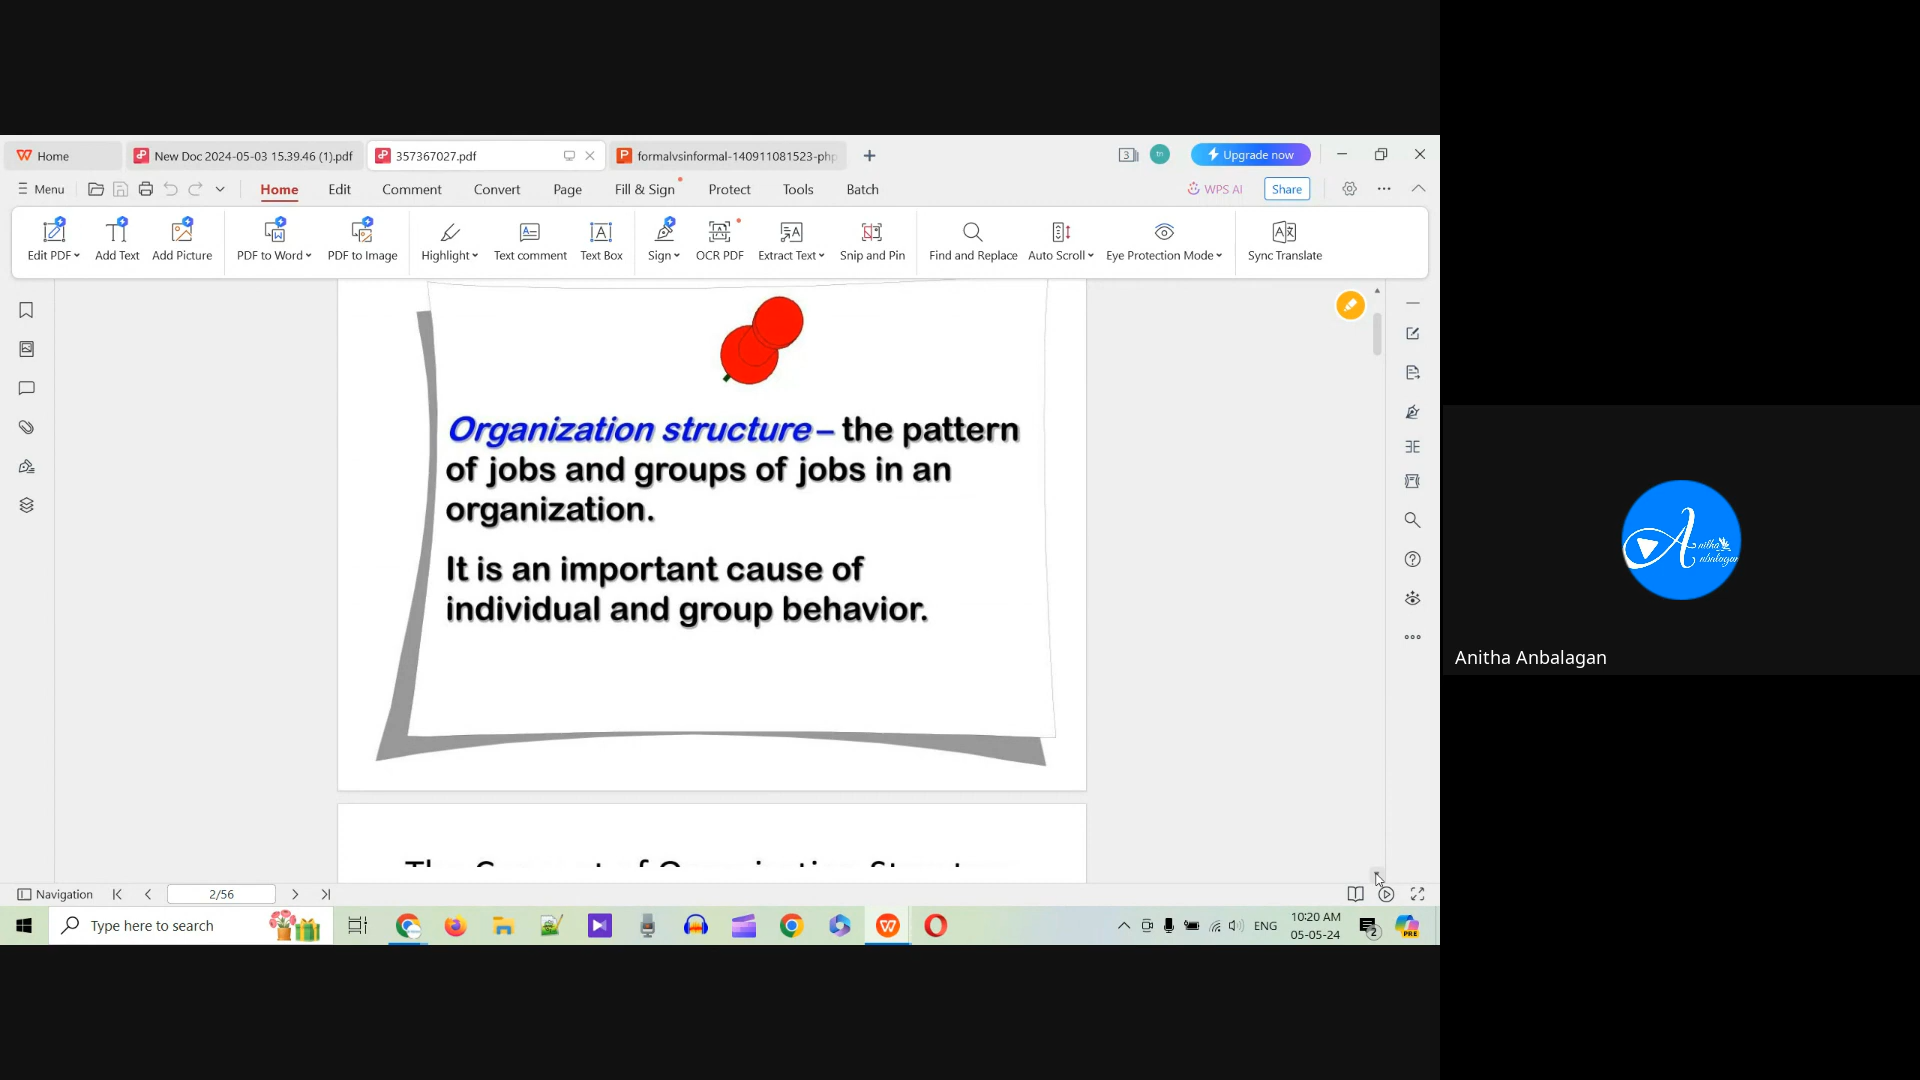 Home
New Doc 2024-05-03 15.39.46 (1).pdf
357367027.pdf
formalvsinformal-140911081523-php
3
Upgrade now
Menu
Home
Edit
Comment
Convert
Page
Fill & Sign
Protect
Tools
Batch
WPS AI
Share
Edit PDF
Add Text
Add Picture
PDF to Word
PDF to Image
Highlight
Text comment
Text Box
Sign
OCR PDF
Extract Text
Snip and Pin
Find and Replace
Auto Scroll
Eye Protection Mode
Sync Translate
Organization structure – the pattern
of jobs and groups of jobs in an
organization.
It is an important cause of
individual and group behavior.
Anitha Anbalagan
Navigation
2/56
Type here to search
ENG
10:20 AM
05-05-24
2
PRE